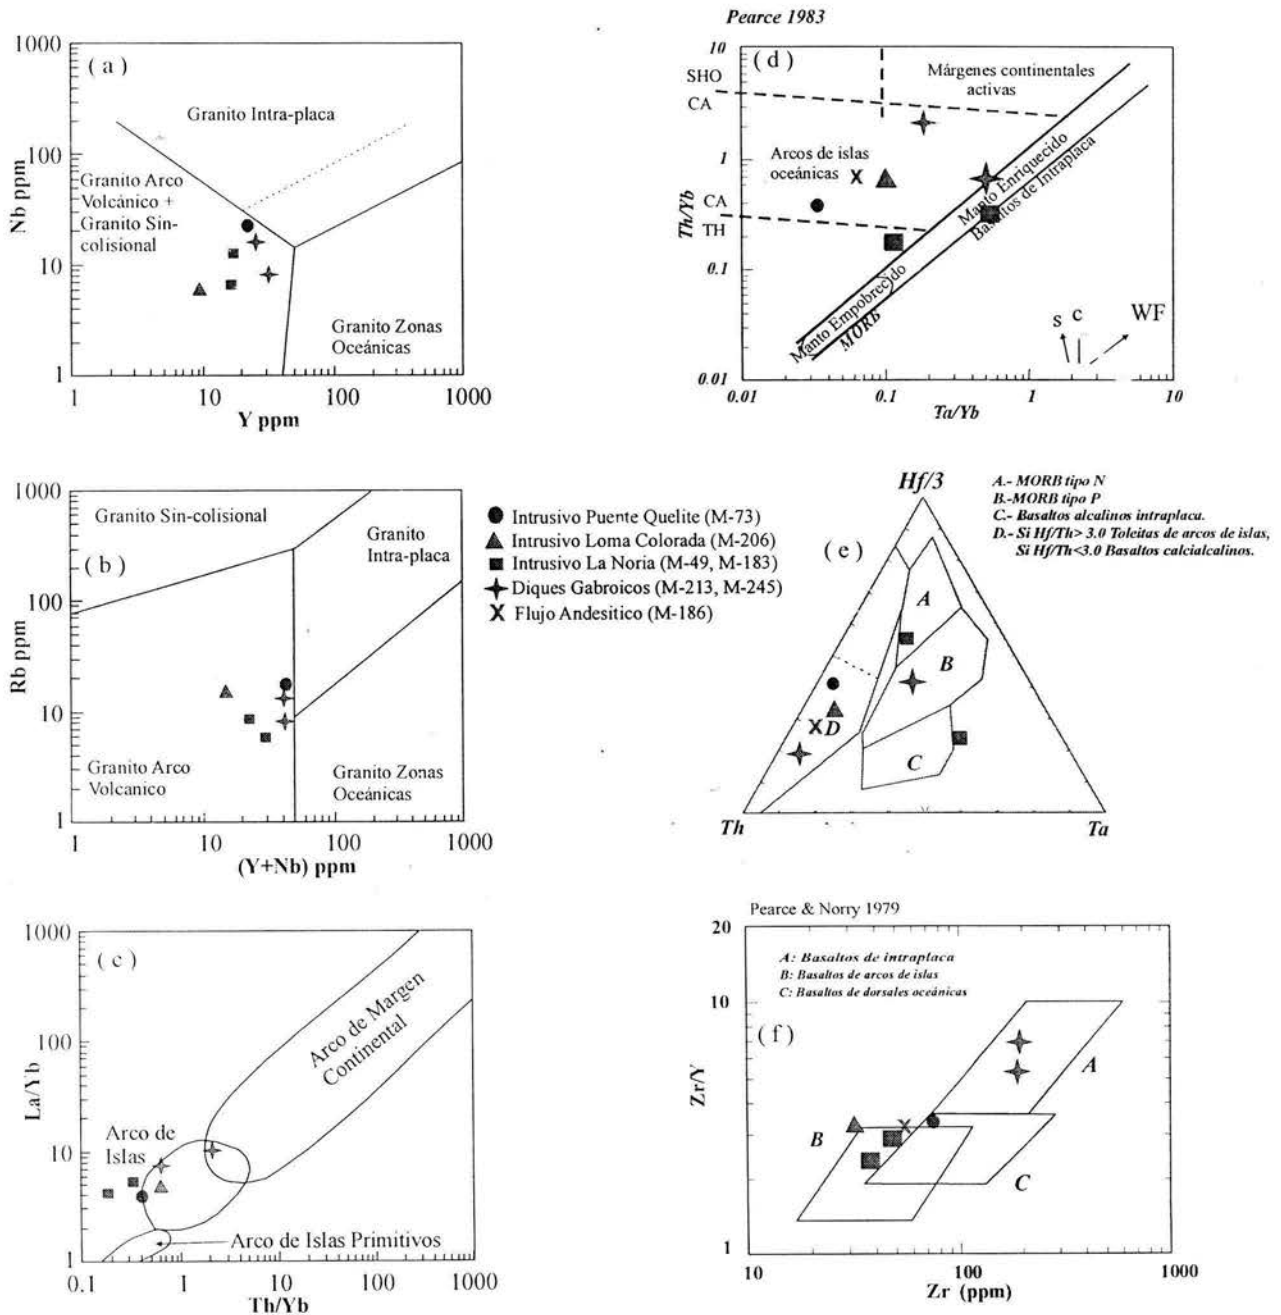 ( a )
1000
100
10
1
Nb ppm
Granito Intra-placa
Granito Arco
Volcánico +
Granito Sin-
colisional
Granito Zonas
Oceánicas
1
10
100
1000
Y ppm
Pearce 1983
( d )
10
SHO
CA
1
CA
TH
0.1
0.01
Th/Yb
Márgenes continentales
activas
Arcos de islas
oceánicas
Manto Enriquecido
Basaltos de Intraplaca
Manto Empobrecido
MORB
s
c
WF
0.01
0.1
1
10
Ta/Yb
( b )
1000
100
10
1
Rb ppm
Granito Sin-colisional
Granito
Intra-placa
Granito Arco
Volcanico
Granito Zonas
Oceánicas
1
10
100
1000
(Y+Nb) ppm
Intrusivo Puente Quelite (M-73)
Intrusivo Loma Colorada (M-206)
Intrusivo La Noria (M-49, M-183)
Diques Gabroicos (M-213, M-245)
X Flujo Andesitico (M-186)
( e )
Hf/3
A.- MORB tipo N
B.-MORB tipo P
C.- Basaltos alcalinos intraplaca.
D.- Si Hf/Th> 3.0 Toleitas de arcos de islas,
Si Hf/Th<3.0 Basaltos calcialcalinos.
A
B
D
C
Th
Ta
( c )
1000
100
10
1
La/Yb
Arco de Margen
Continental
Arco de
Islas
Arco de Islas Primitivos
0.1
1
10
100
1000
Th/Yb
Pearce & Norry 1979
20
10
1
Zr/Y
A: Basaltos de intraplaca
B: Basaltos de arcos de islas
C: Basaltos de dorsales oceánicas
( f )
A
B
C
10
100
1000
Zr (ppm)